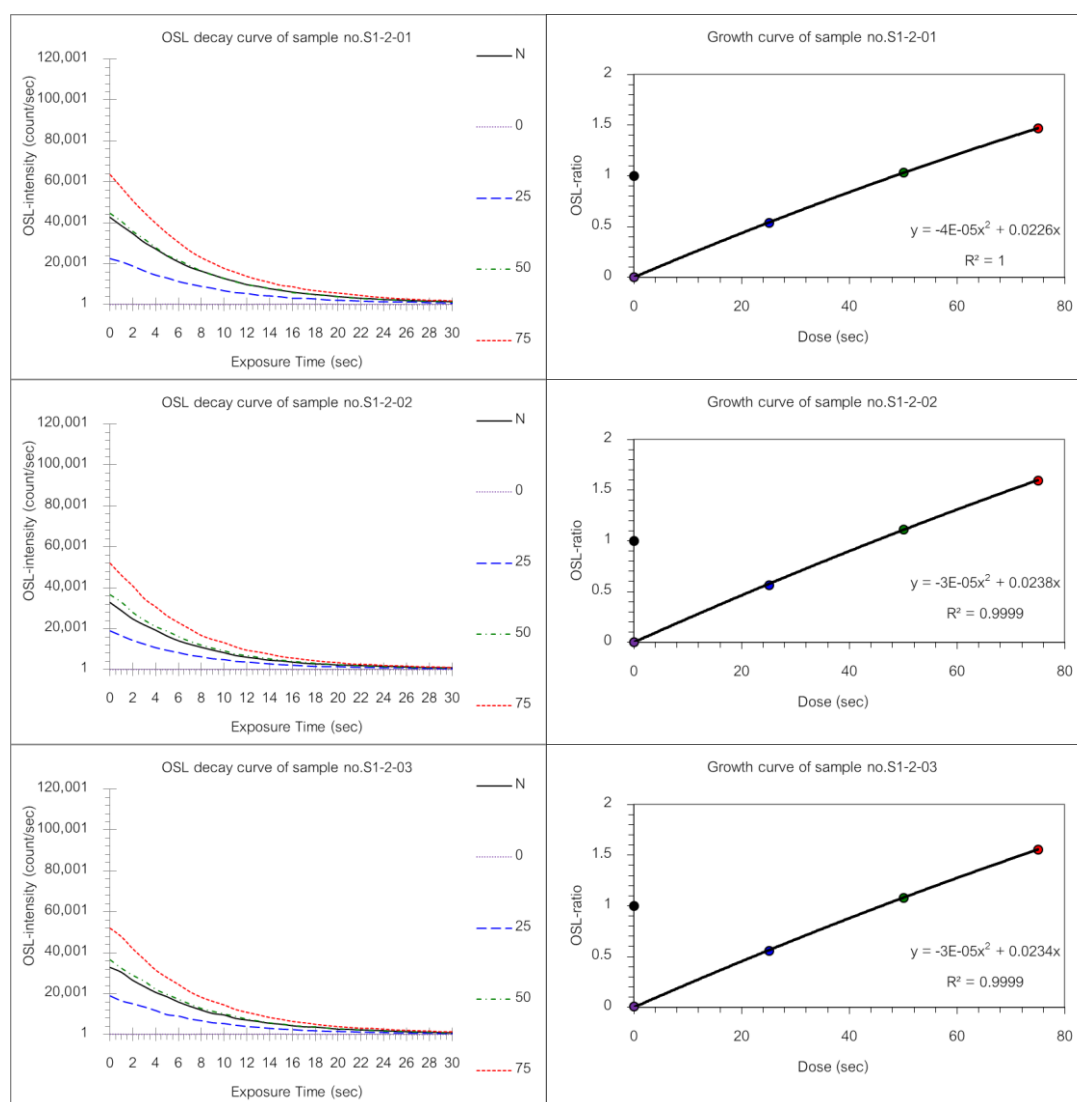 OSL decay curve of sample no.S1-2-01
OSL-intensity (count/sec)
120,001
100,001
80,001
60,001
40,001
20,001
1
0 2 4 6 8 10 12 14 16 18 20 22 24 26 28 30
Exposure Time (sec)
N
0
25
50
75
Growth curve of sample no.S1-2-01
OSL-ratio
2
1.5
1
0.5
0
0 20 40 60 80
Dose (sec)
y = -4E-05x² + 0.0226x
R² = 1
OSL decay curve of sample no.S1-2-02
OSL-intensity (count/sec)
120,001
100,001
80,001
60,001
40,001
20,001
1
0 2 4 6 8 10 12 14 16 18 20 22 24 26 28 30
Exposure Time (sec)
N
0
25
50
75
Growth curve of sample no.S1-2-02
OSL-ratio
2
1.5
1
0.5
0
0 20 40 60 80
Dose (sec)
y = -3E-05x² + 0.0238x
R² = 0.9999
OSL decay curve of sample no.S1-2-03
OSL-intensity (count/sec)
120,001
100,001
80,001
60,001
40,001
20,001
1
0 2 4 6 8 10 12 14 16 18 20 22 24 26 28 30
Exposure Time (sec)
N
0
25
50
75
Growth curve of sample no.S1-2-03
OSL-ratio
2
1.5
1
0.5
0
0 20 40 60 80
Dose (sec)
y = -3E-05x² + 0.0234x
R² = 0.9999